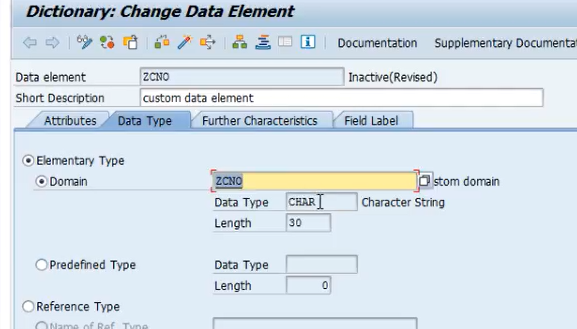 Dictionary: Change Data Element
Documentation Supplementary Documenta
Data element ZCNO Inactive(Revised)
Short Description custom data element
Attributes Data Type Further Characteristics Field Label
Elementary Type
Domain ZCNO stom domain
Data Type CHAR Character String
Length 30
Predefined Type Data Type
Length 0
Reference Type
Name of Ref. Type